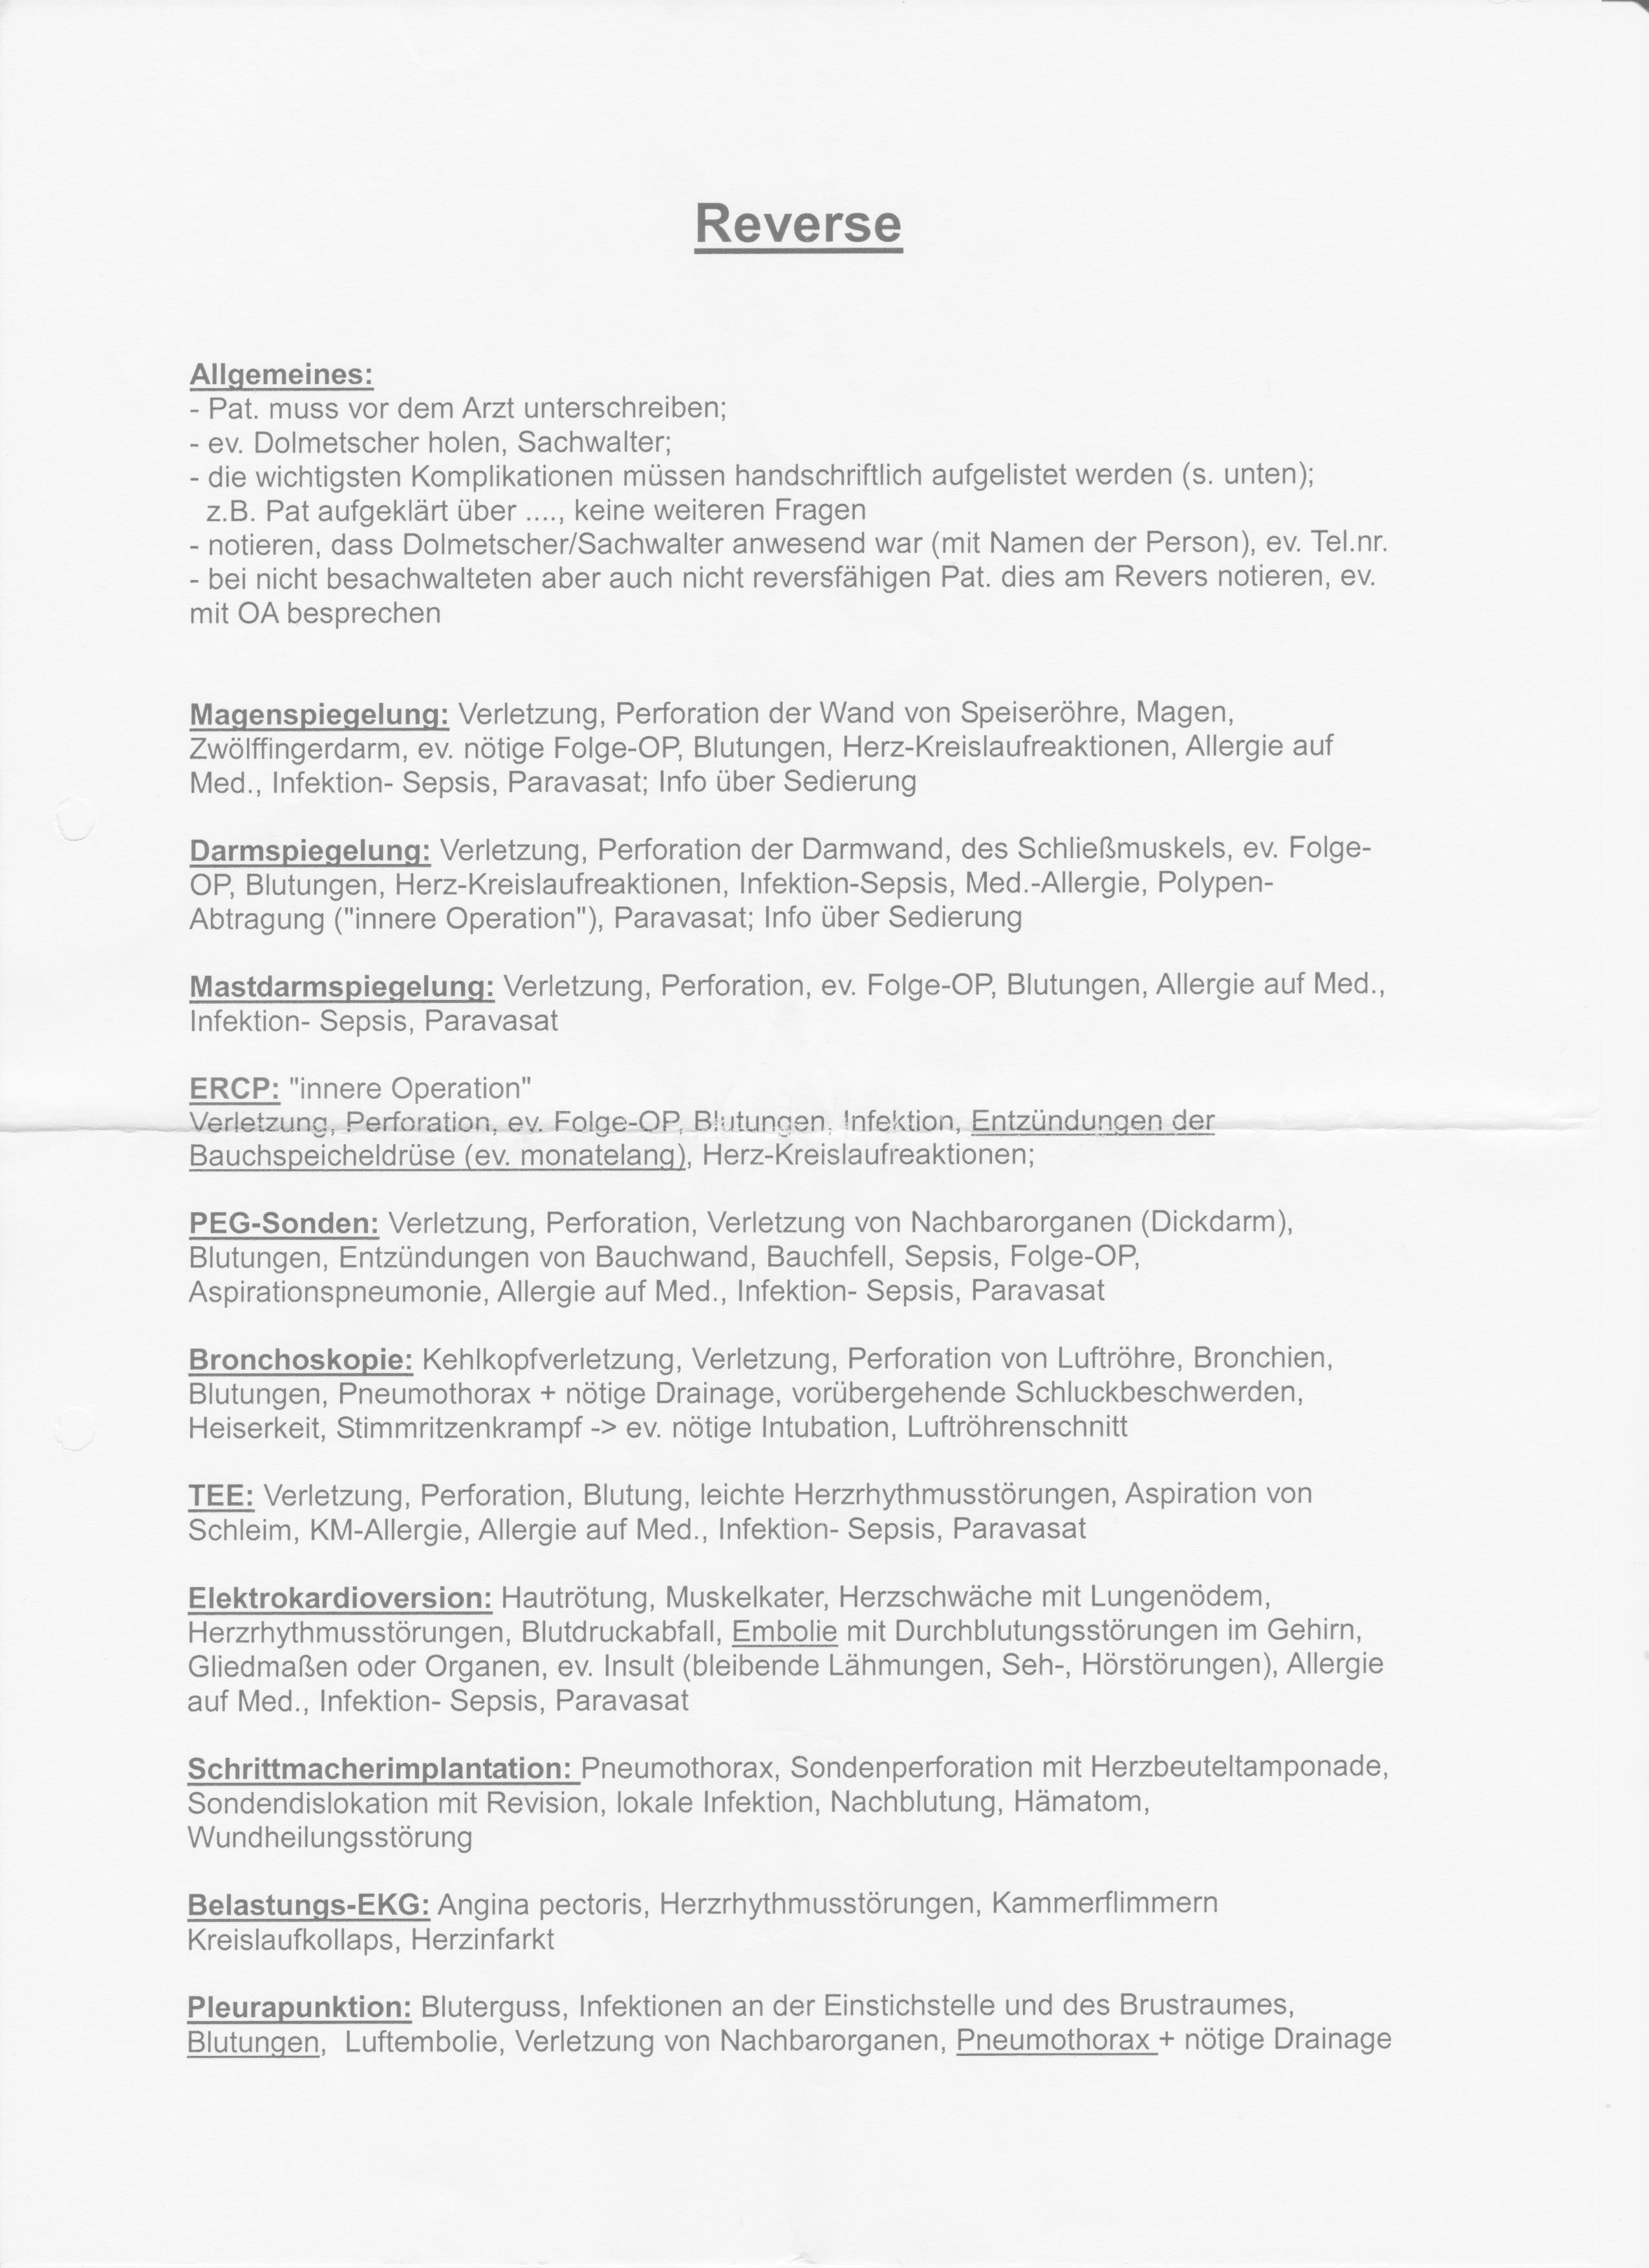 Reverse
Allgemeines:
- Pat. muss vor dem Arzt unterschreiben;
- ev. Dolmetscher holen, Sachwalter;
- die wichtigsten Komplikationen müssen handschriftlich aufgelistet werden (s. unten);
z.B. Pat aufgeklärt über ...., keine weiteren Fragen
- notieren, dass Dolmetscher/Sachwalter anwesend war (mit Namen der Person), ev. Tel.nr.
- bei nicht besachwalteten aber auch nicht reversfähigen Pat. dies am Revers notieren, ev.
mit OA besprechen
Magenspiegelung: Verletzung, Perforation der Wand von Speiseröhre, Magen,
Zwölffingerdarm, ev. nötige Folge-OP, Blutungen, Herz-Kreislaufreaktionen, Allergie auf
Med., Infektion- Sepsis, Paravasat; Info über Sedierung
Darmspiegelung: Verletzung, Perforation der Darmwand, des Schließmuskels, ev. Folge-
OP, Blutungen, Herz-Kreislaufreaktionen, Infektion-Sepsis, Med.-Allergie, Polypen-
Abtragung ("innere Operation"), Paravasat; Info über Sedierung
Mastdarmspiegelung: Verletzung, Perforation, ev. Folge-OP, Blutungen, Allergie auf Med.,
Infektion- Sepsis, Paravasat
ERCP: "innere Operation"
Verletzung, Perforation, ev. Folge-OP, Blutungen, Infektion, Entzündungen der
Bauchspeicheldrüse (ev. monatelang), Herz-Kreislaufreaktionen;
PEG-Sonden: Verletzung, Perforation, Verletzung von Nachbarorganen (Dickdarm),
Blutungen, Entzündungen von Bauchwand, Bauchfell, Sepsis, Folge-OP,
Aspirationspneumonie, Allergie auf Med., Infektion- Sepsis, Paravasat
Bronchoskopie: Kehlkopfverletzung, Verletzung, Perforation von Luftröhre, Bronchien,
Blutungen, Pneumothorax + nötige Drainage, vorübergehende Schluckbeschwerden,
Heiserkeit, Stimmritzenkrampf -> ev. nötige Intubation, Luftröhrenschnitt
TEE: Verletzung, Perforation, Blutung, leichte Herzrhythmusstörungen, Aspiration von
Schleim, KM-Allergie, Allergie auf Med., Infektion- Sepsis, Paravasat
Elektrokardioversion: Hautrötung, Muskelkater, Herzschwäche mit Lungenödem,
Herzrhythmusstörungen, Blutdruckabfall, Embolie mit Durchblutungsstörungen im Gehirn,
Gliedmaßen oder Organen, ev. Insult (bleibende Lähmungen, Seh-, Hörstörungen), Allergie
auf Med., Infektion- Sepsis, Paravasat
Schrittmacherimplantation: Pneumothorax, Sondenperforation mit Herzbeuteltamponade,
Sondendislokation mit Revision, lokale Infektion, Nachblutung, Hämatom,
Wundheilungsstörung
Belastungs-EKG: Angina pectoris, Herzrhythmusstörungen, Kammerflimmern
Kreislaufkollaps, Herzinfarkt
Pleurapunktion: Bluterguss, Infektionen an der Einstichstelle und des Brustraumes,
Blutungen, Luftembolie, Verletzung von Nachbarorganen, Pneumothorax + nötige Drainage